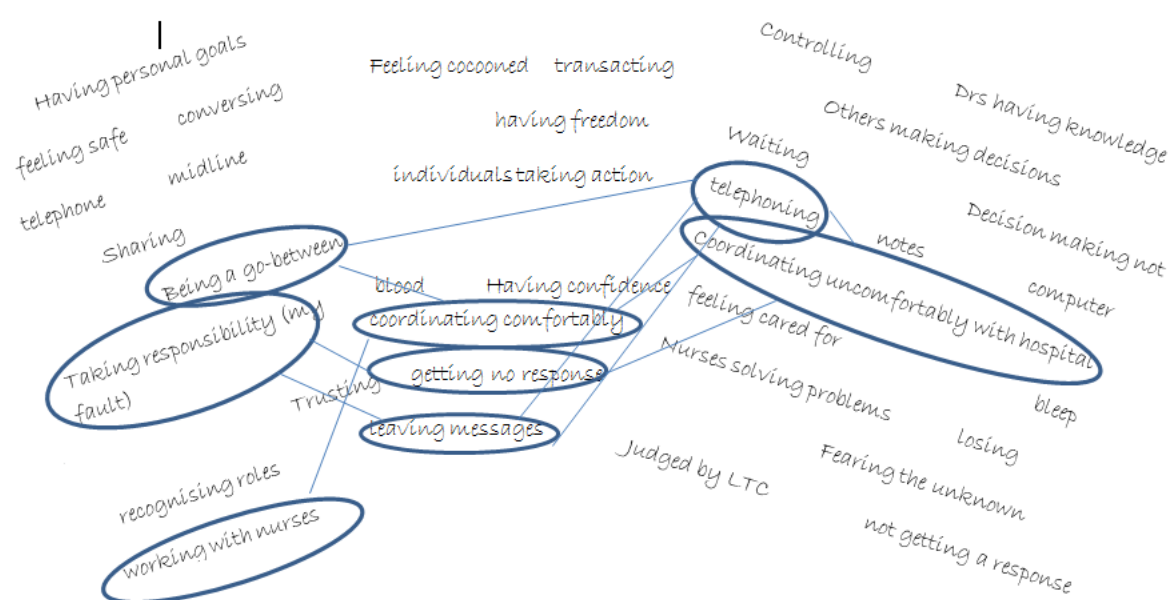 Having personal goals
feeling safe
conversing
telephone
midline
Sharing
Being a go-between
Taking responsibility (my
fault)
recognising roles
working with nurses
Feeling cocooned
transacting
having freedom
individuals taking action
blood
Having confidence
coordinating comfortably
getting no response
Trusting
leaving messages
Controlling
Drs having knowledge
Others making decisions
Waiting
telephoning
Decision making not
notes
Coordinating uncomfortably with hospital
computer
feeling cared for
Nurses solving problems
bleep
losing
Judged by LTC
Fearing the unknown
not getting a response